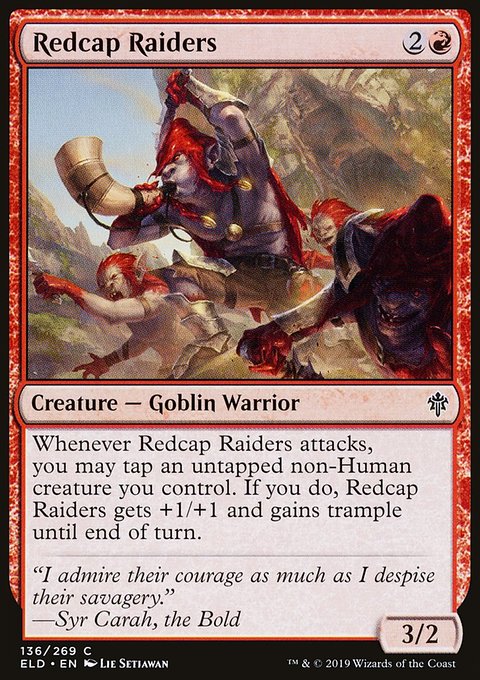 Redcap Raiders 2
Creature — Goblin Warrior
Whenever Redcap Raiders attacks,
you may tap an untapped non-Human
creature you control. If you do, Redcap
Raiders gets +1/+1 and gains trample
until end of turn.
“I admire their courage as much as I despise
their savagery.”
—Syr Carah, the Bold
3/2
136/269 C
ELD • EN Lie Setiawan
™ & © 2019 Wizards of the Coast